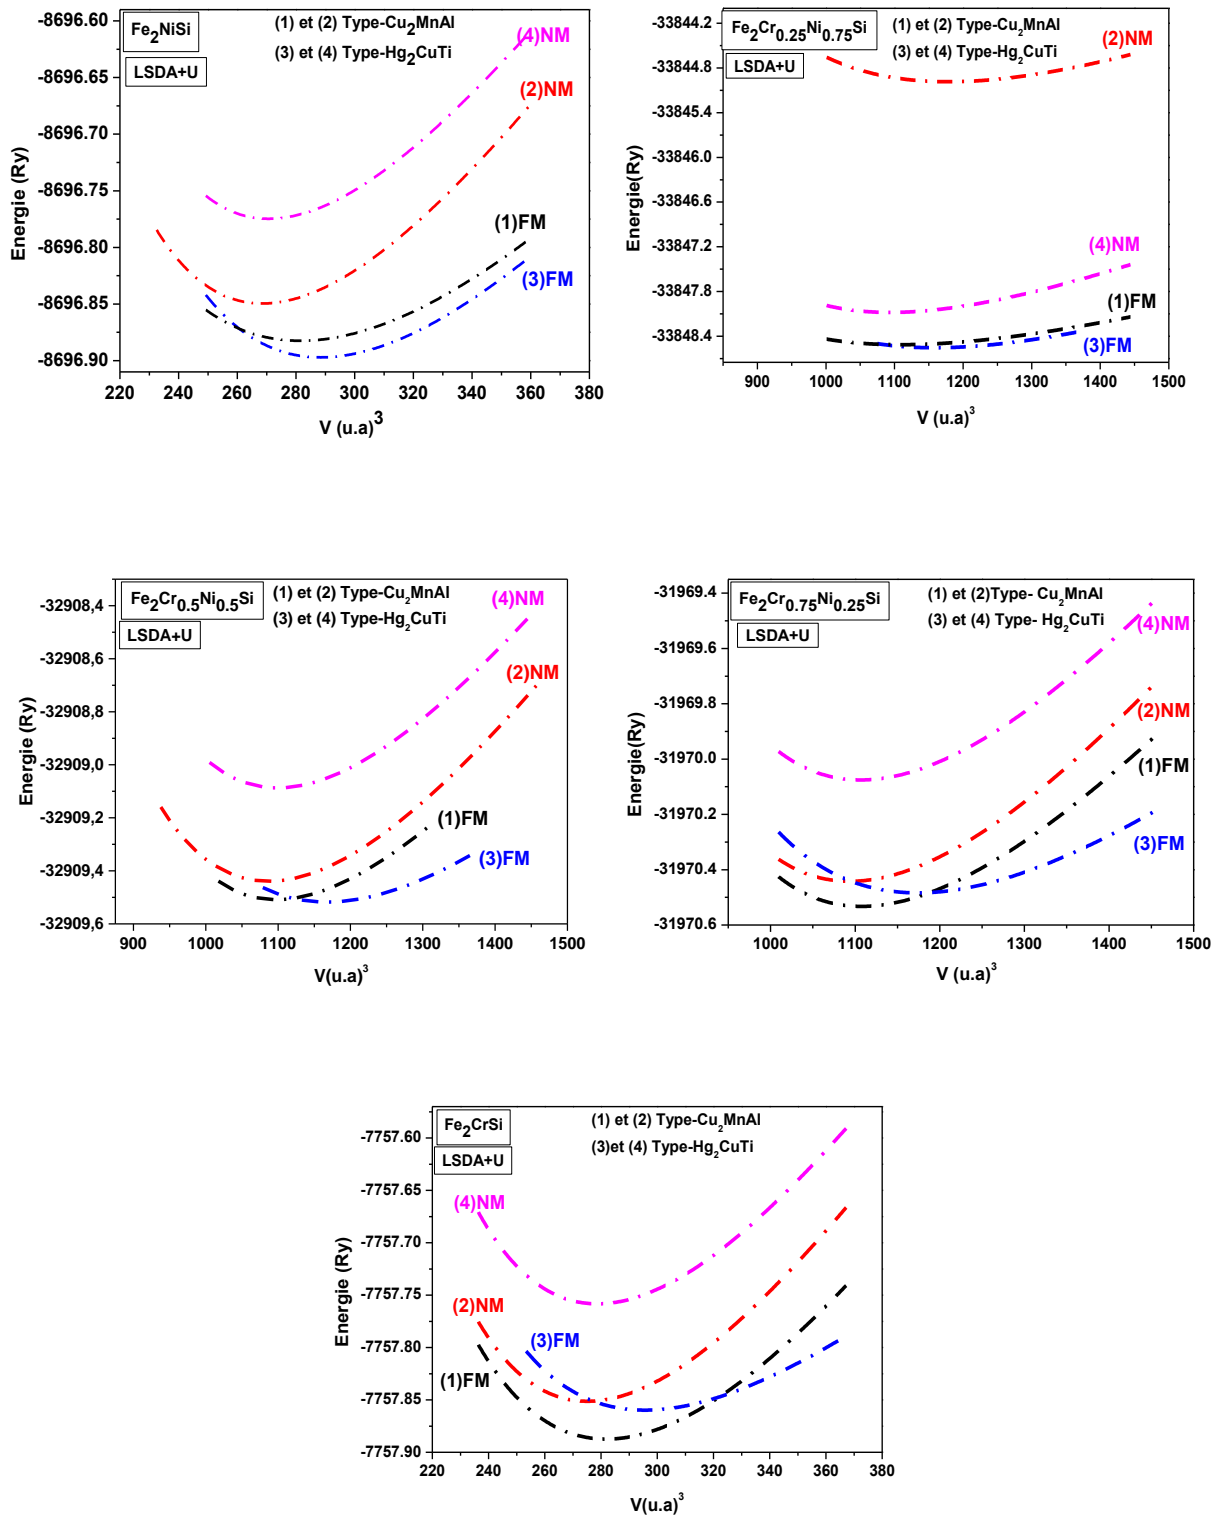 Fe2NiSi
LSDA+U
(1) et (2) Type-Cu2MnAl
(3) et (4) Type-Hg2CuTi
(4)NM
(2)NM
(1)FM
(3)FM
-8696.60
-8696.65
-8696.70
-8696.75
-8696.80
-8696.85
-8696.90
Energie (Ry)
220 240 260 280 300 320 340 360 380
V (u.a)3
Fe2Cr0.25Ni0.75Si
LSDA+U
(1) et (2) Type-Cu2MnAl
(3) et (4) Type-Hg2CuTi
(2)NM
(4)NM
(1)FM
(3)FM
-33844.2
-33844.8
-33845.4
-33846.0
-33846.6
-33847.2
-33847.8
-33848.4
Energie(Ry)
900 1000 1100 1200 1300 1400 1500
V (u.a)3
Fe2Cr0.5Ni0.5Si
LSDA+U
(1) et (2) Type-Cu2MnAl
(3) et (4) Type-Hg2CuTi
(4)NM
(2)NM
(1)FM
(3)FM
-32908,4
-32908,6
-32908,8
-32909,0
-32909,2
-32909,4
-32909,6
Energie (Ry)
900 1000 1100 1200 1300 1400 1500
V(u.a)3
Fe2Cr0.75Ni0.25Si
LSDA+U
(1) et (2)Type- Cu2MnAl
(3) et (4) Type- Hg2CuTi
(4)NM
(2)NM
(1)FM
(3)FM
-31969.4
-31969.6
-31969.8
-31970.0
-31970.2
-31970.4
-31970.6
Energie(Ry)
1000 1100 1200 1300 1400 1500
V (u.a)3
Fe2CrSi
LSDA+U
(1) et (2) Type-Cu2MnAl
(3)et (4) Type-Hg2CuTi
(4)NM
(2)NM
(3)FM
(1)FM
-7757.60
-7757.65
-7757.70
-7757.75
-7757.80
-7757.85
-7757.90
Energie (Ry)
220 240 260 280 300 320 340 360 380
V(u.a)3